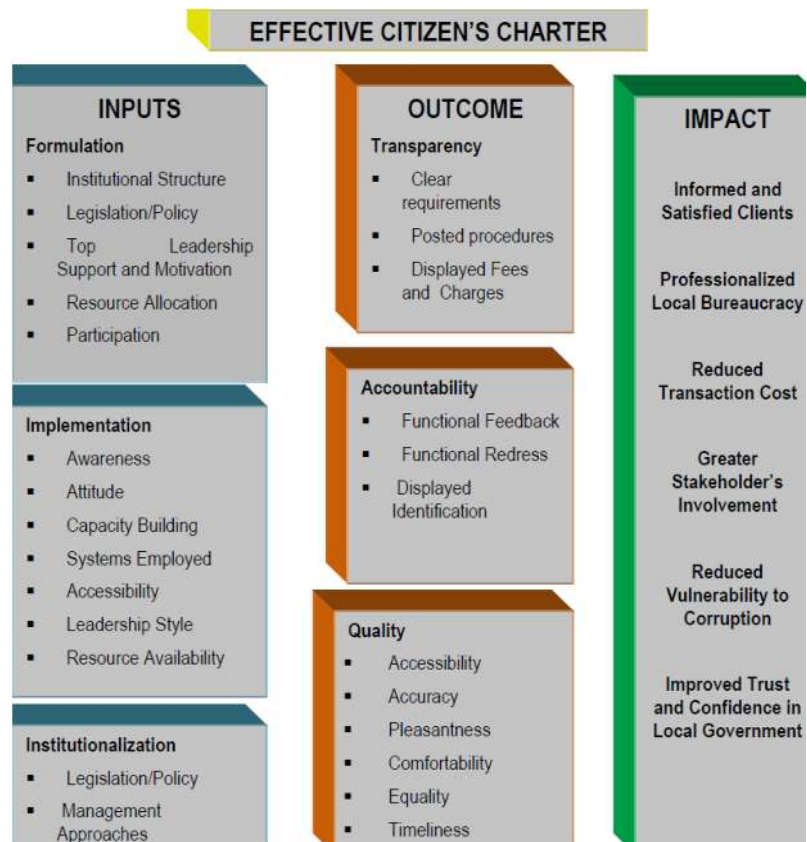 EFFECTIVE CITIZEN'S CHARTER
INPUTS
Formulation
▪ Institutional Structure
▪ Legislation/Policy
▪ Top Leadership
Support and Motivation
▪ Resource Allocation
▪ Participation
Implementation
▪ Awareness
▪ Attitude
▪ Capacity Building
▪ Systems Employed
▪ Accessibility
▪ Leadership Style
▪ Resource Availability
Institutionalization
▪ Legislation/Policy
▪ Management
Approaches
OUTCOME
Transparency
▪ Clear
requirements
▪ Posted procedures
▪ Displayed Fees
and Charges
Accountability
▪ Functional Feedback
▪ Functional Redress
▪ Displayed
Identification
Quality
▪ Accessibility
▪ Accuracy
▪ Pleasantness
▪ Comfortability
▪ Equality
▪ Timeliness
IMPACT
Informed and
Satisfied Clients
Professionalized
Local Bureaucracy
Reduced
Transaction Cost
Greater
Stakeholder's
Involvement
Reduced
Vulnerability to
Corruption
Improved Trust
and Confidence in
Local Government